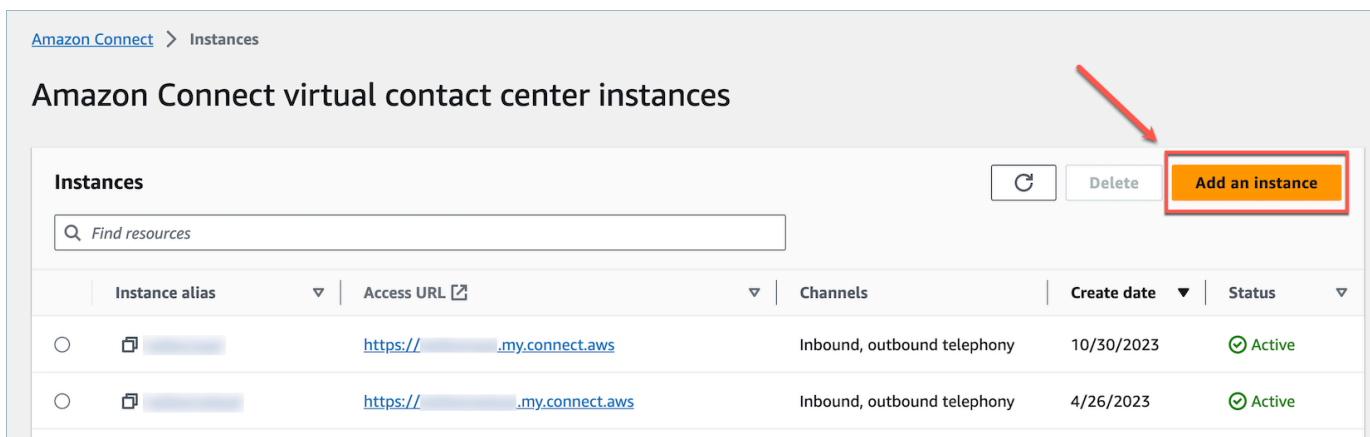 Amazon Connect > Instances
Amazon Connect virtual contact center instances
Instances
Delete
Add an instance
Find resources
Instance alias Access URL Channels Create date Status
https:// .my.connect.aws Inbound, outbound telephony 10/30/2023 Active
https:// .my.connect.aws Inbound, outbound telephony 4/26/2023 Active